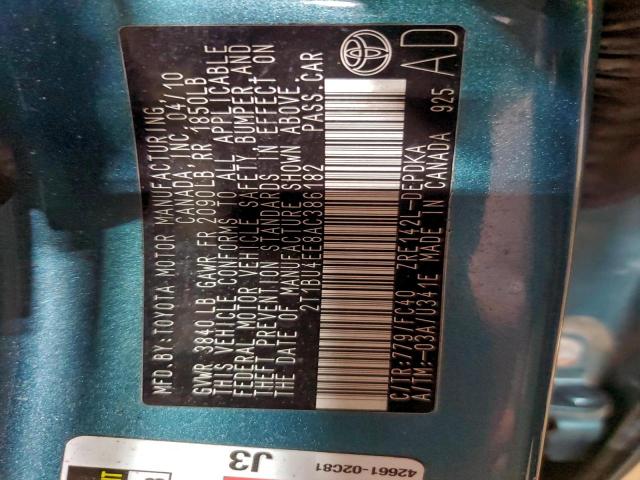 MFD.BY: TOYOTA MOTOR MANUFACTURING
CANADA, INC. 04/10
GVWR 3840LB GAWR FR 2090LB RR 1850LB
THIS VEHICLE CONFORMS TO ALL APPLICABLE
FEDERAL MOTOR VEHICLE SAFETY, BUMPER, AND
THEFT PREVENTION STANDARDS IN EFFECT ON
THE DATE OF MANUFACTURE SHOWN ABOVE.
2T1BU4EE8AC386182 PASS.CAR
C/TR:779/FC40 ZRE142L-DEPDKA
A/TM:-03A/U341E MADE IN CANADA 925
AD
42661-02C81
J3